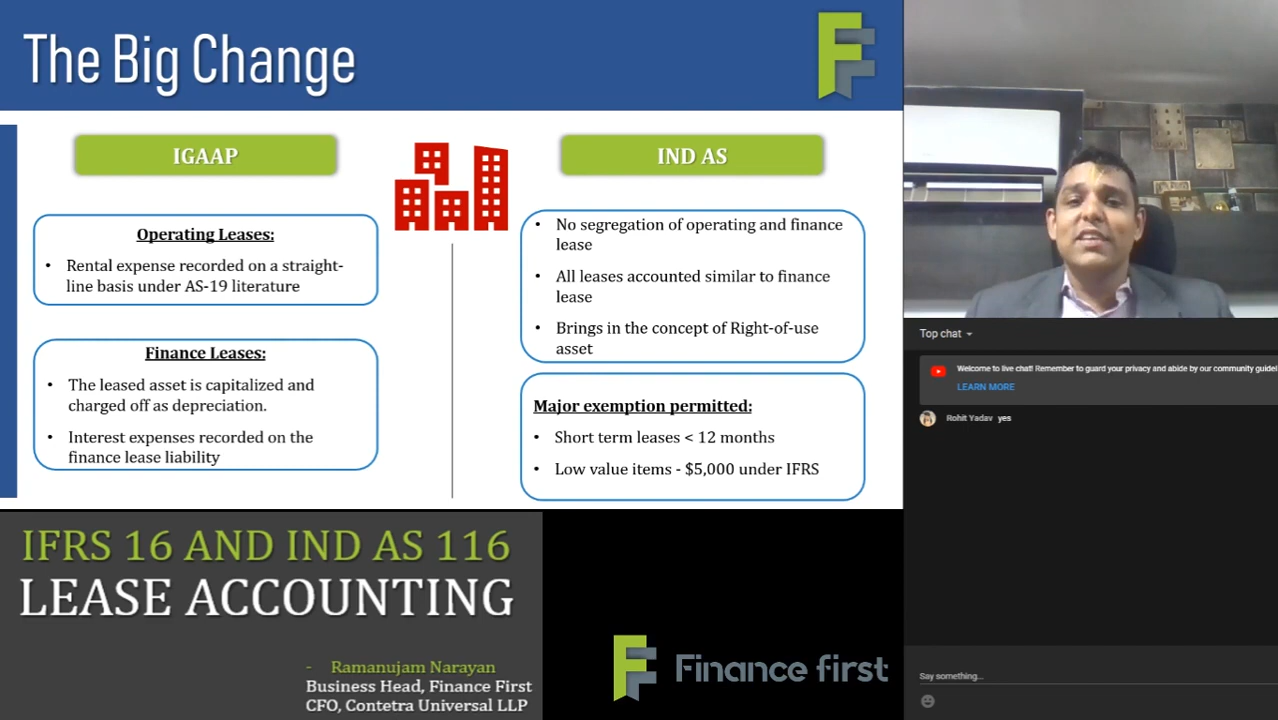 The Big Change
IGAAP
IND AS
Operating Leases:
• Rental expense recorded on a straight-
line basis under AS-19 literature
Finance Leases:
• The leased asset is capitalized and
charged off as depreciation.
• Interest expenses recorded on the
finance lease liability
• No segregation of operating and finance
lease
• All leases accounted similar to finance
lease
• Brings in the concept of Right-of-use
asset
Major exemption permitted:
• Short term leases < 12 months
• Low value items - $5,000 under IFRS
IFRS 16 AND IND AS 116
LEASE ACCOUNTING
- Ramanujam Narayan
Business Head, Finance First
CFO, Contetra Universal LLP
Finance first
Top chat
Welcome to live chat! Remember to guard your privacy and abide by our community guidel
LEARN MORE
Rohit Yadav yes
Say something...